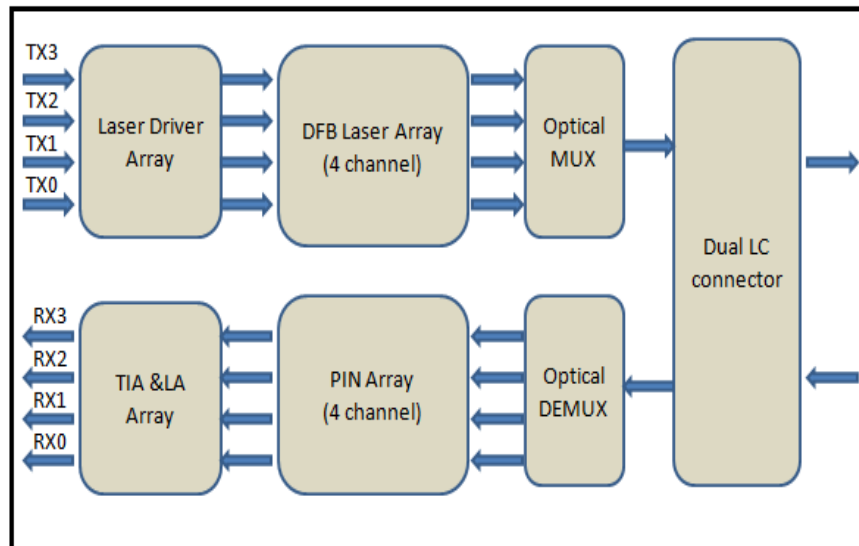 TX3
TX2
TX1
TX0
Laser Driver
Array
DFB Laser Array
(4 channel)
Optical
MUX
Dual LC
connector
RX3
RX2
RX1
RX0
TIA &LA
Array
PIN Array
(4 channel)
Optical
DEMUX